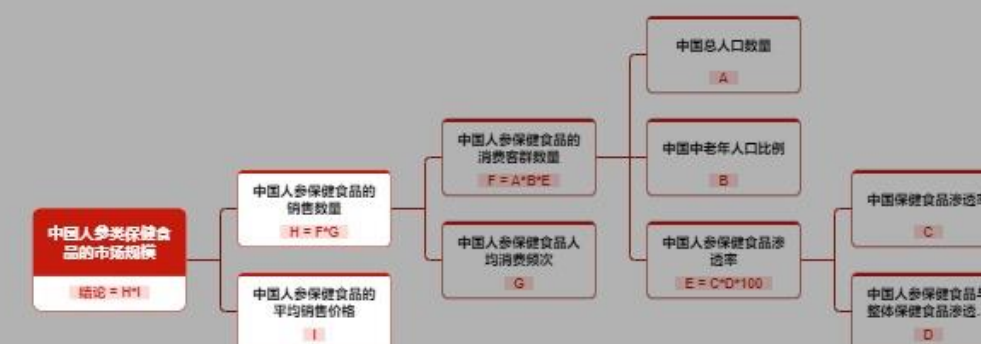 中国总人口数量
A
中国人参保健食品的
消费客群数量
F = A*B*E
中国中老年人口比例
B
中国人参保健食品的
销售数量
H = F*G
中国保健食品渗透率
C
中国人参类保健食
品的市场规模
结论 = H*I
中国人参保健食品人
均消费频次
G
中国人参保健食品渗
透率
E = C*D*100
中国人参保健食品的
平均销售价格
I
中国人参保健食品与
整体保健食品渗透...
D